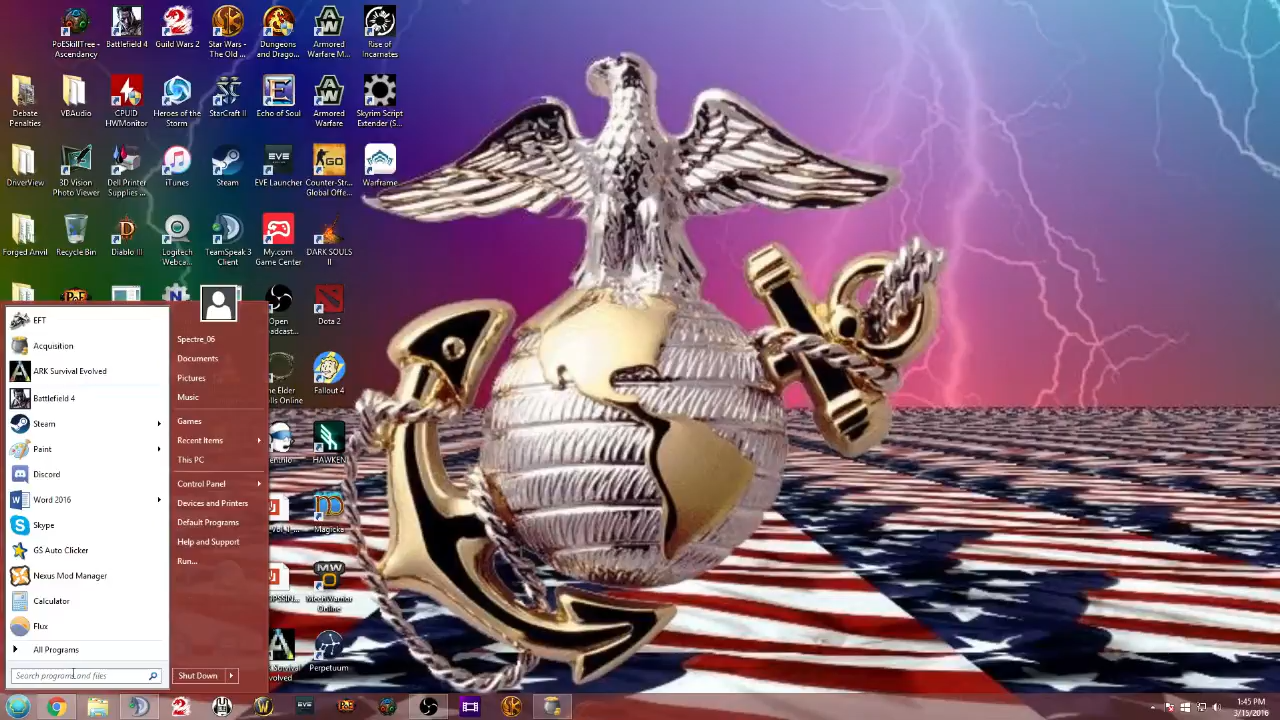 PoESkillTree - Ascendancy
Battlefield 4
Guild Wars 2
Star Wars - The Old ...
Dungeons and Drago...
Armored Warfare M...
Rise of Incarnates
Debate Penalties
VBAudio
CPUID HWMonitor
Heroes of the Storm
StarCraft II
Echo of Soul
Armored Warfare
Skyrim Script Extender (S...
DriverView
3D Vision Photo Viewer
Dell Printer Supplies ...
iTunes
Steam
EVE Launcher
Counter-Str... Global Offe...
Warframe
Forged Anvil
Recycle Bin
Diablo III
Logitech Webca...
TeamSpeak 3 Client
My.com Game Center
DARK SOULS II
Open
Dota 2
Fallout 4
HAWKEN
Magicka
MechWarrior Online
Perpetuum
EFT
Acquisition
ARK Survival Evolved
Battlefield 4
Steam
Paint
Discord
Word 2016
Skype
GS Auto Clicker
Nexus Mod Manager
Calculator
Flux
All Programs
Search programs and files
Spectre_06
Documents
Pictures
Music
Games
Recent Items
This PC
Control Panel
Devices and Printers
Default Programs
Help and Support
Run...
Shut Down
1:45 PM
3/15/2016